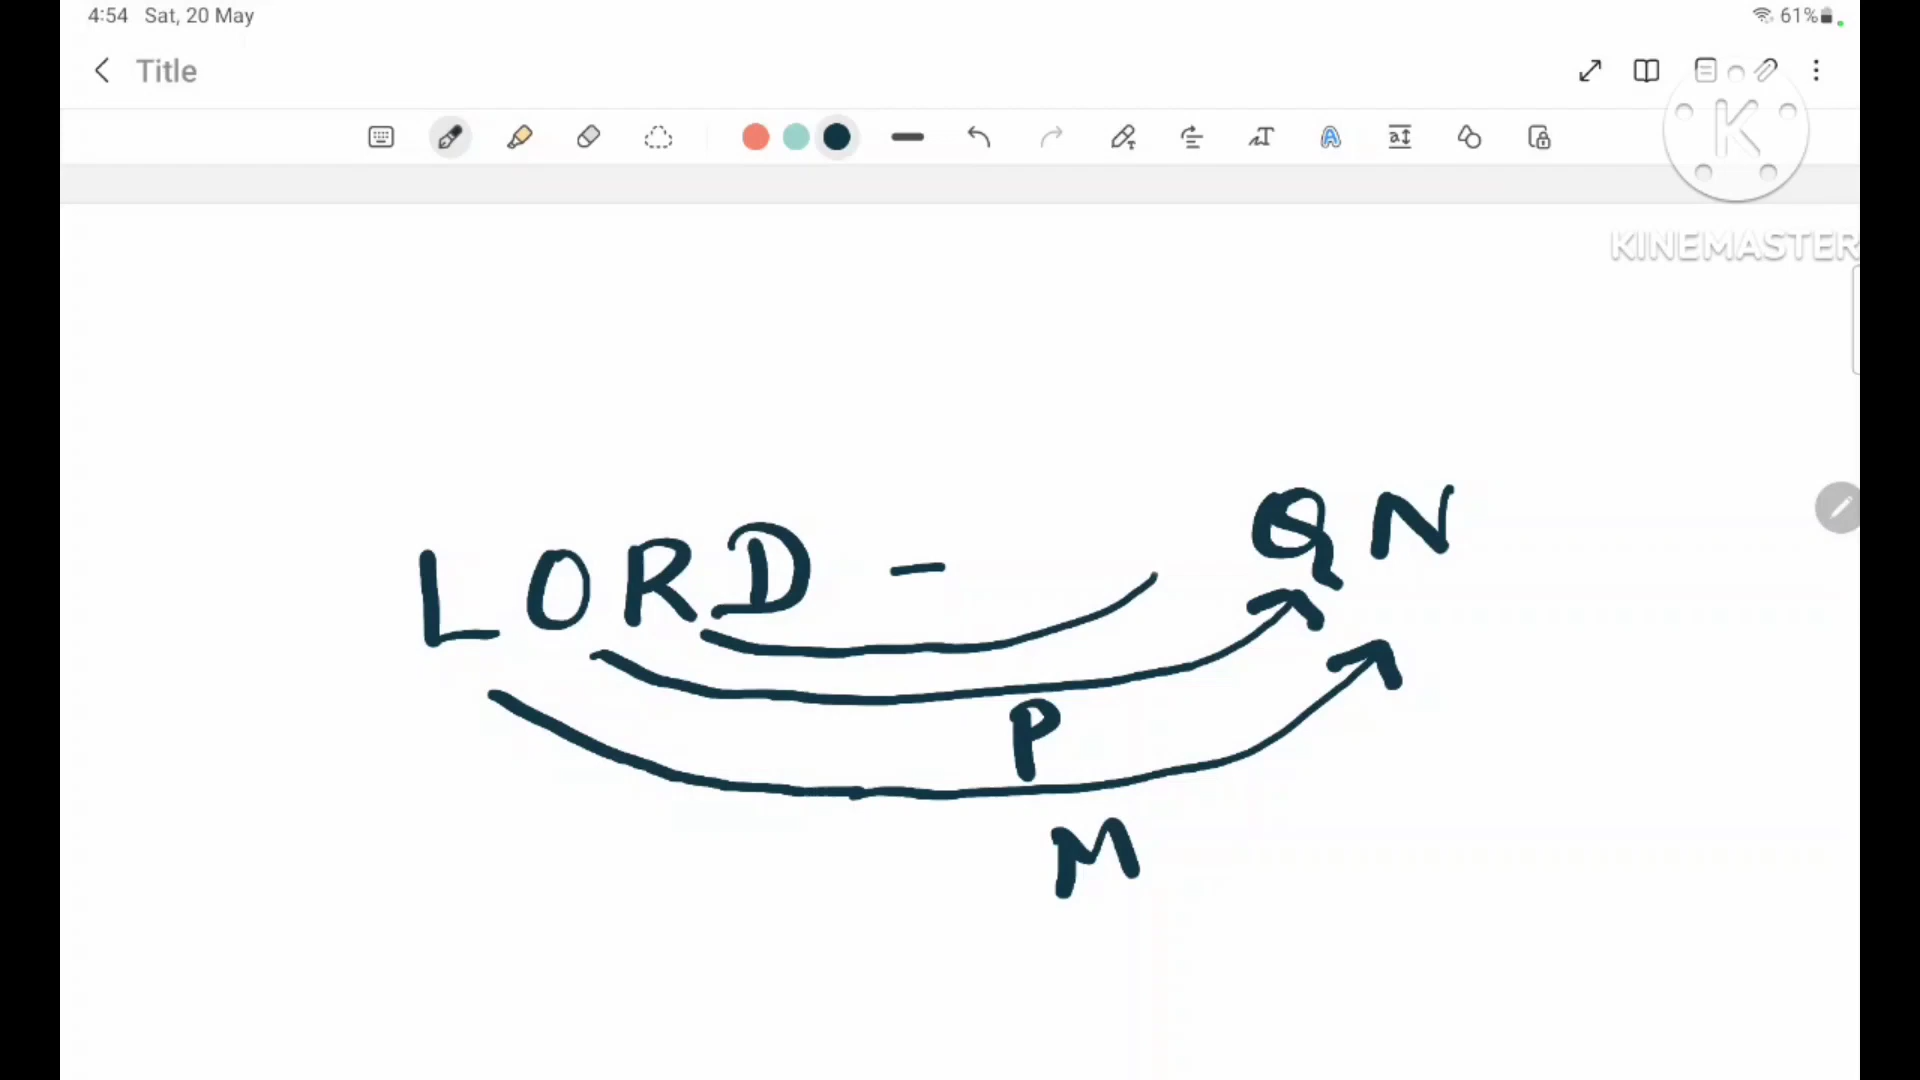 4:54 Sat, 20 May 61%
Title
K
KINEMASTER
LORD - QN
P
M